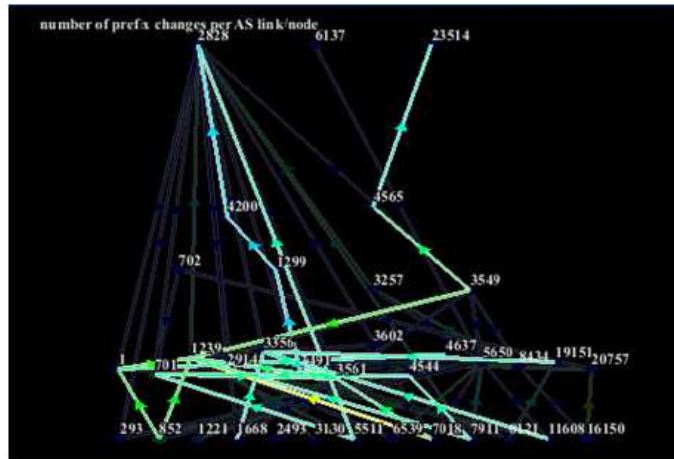 number of prefx changes per AS link/node
2828 6137 23514
4200 4565
702 1299 3257 3549
1239 3356 3602 4637 5650 19151
1 701 2914 3561 4544 8434 20757
293 852 1221 1668 2493 3130 5511 6539 7018 7911 8121 11608 16150